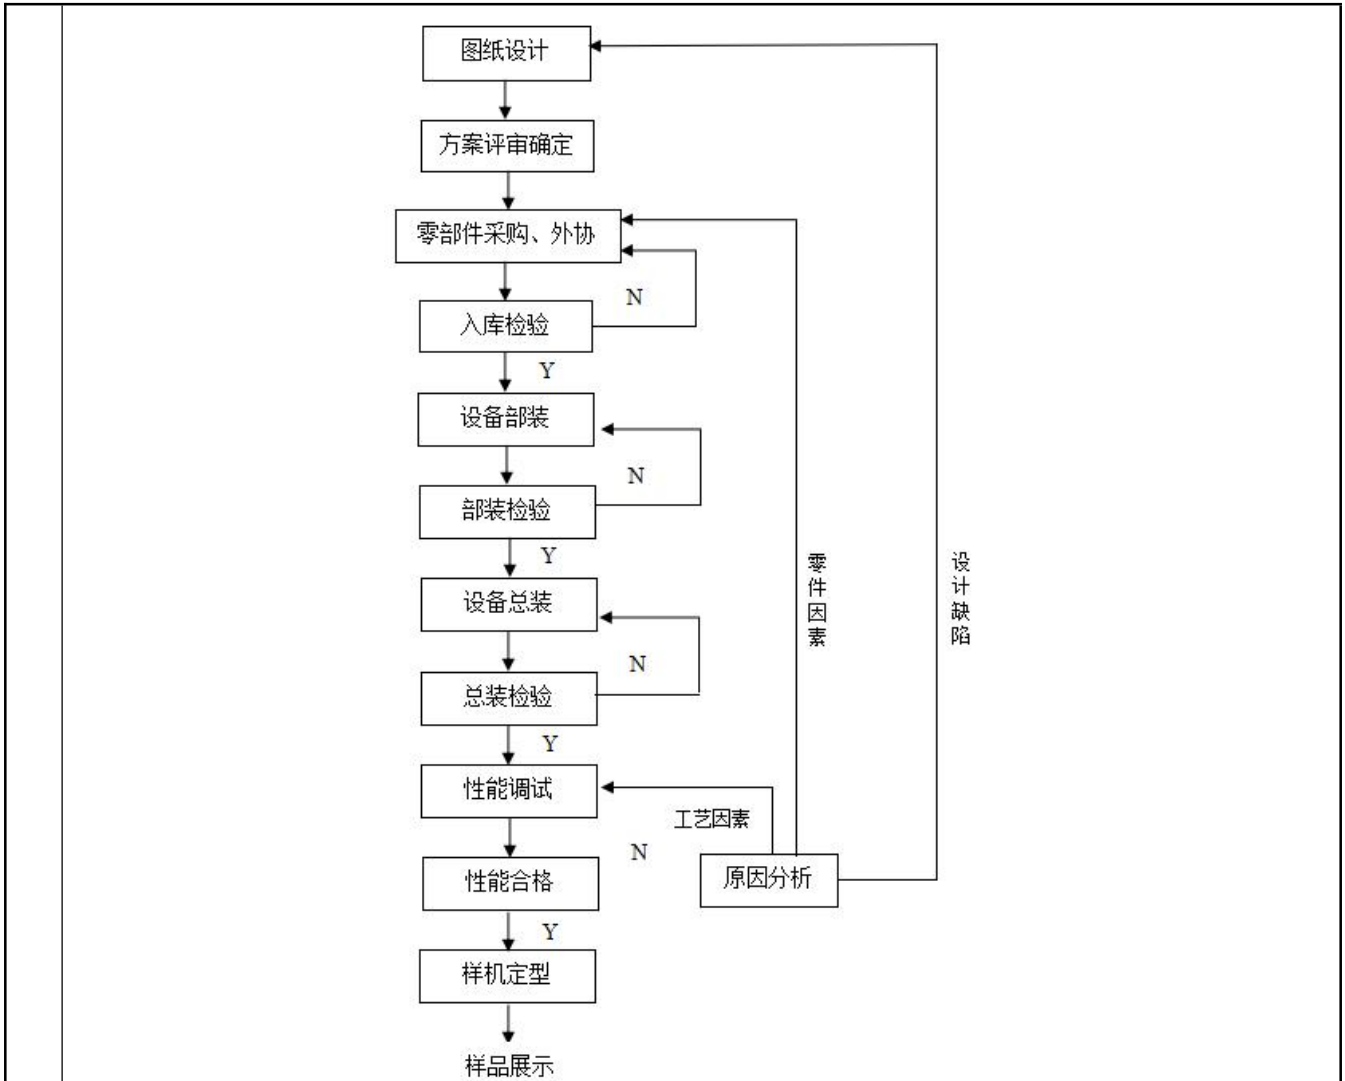 图纸设计
方案评审确定
零部件采购、外协
N
入库检验
Y
设备部装
N
部装检验
Y
零件因素
设计缺陷
设备总装
N
总装检验
Y
性能调试
工艺因素
N
原因分析
性能合格
Y
样机定型
样品展示